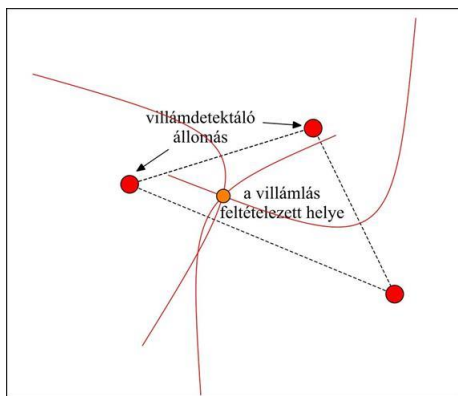 villámdetektáló
állomás
a villámlás
feltételezett helye